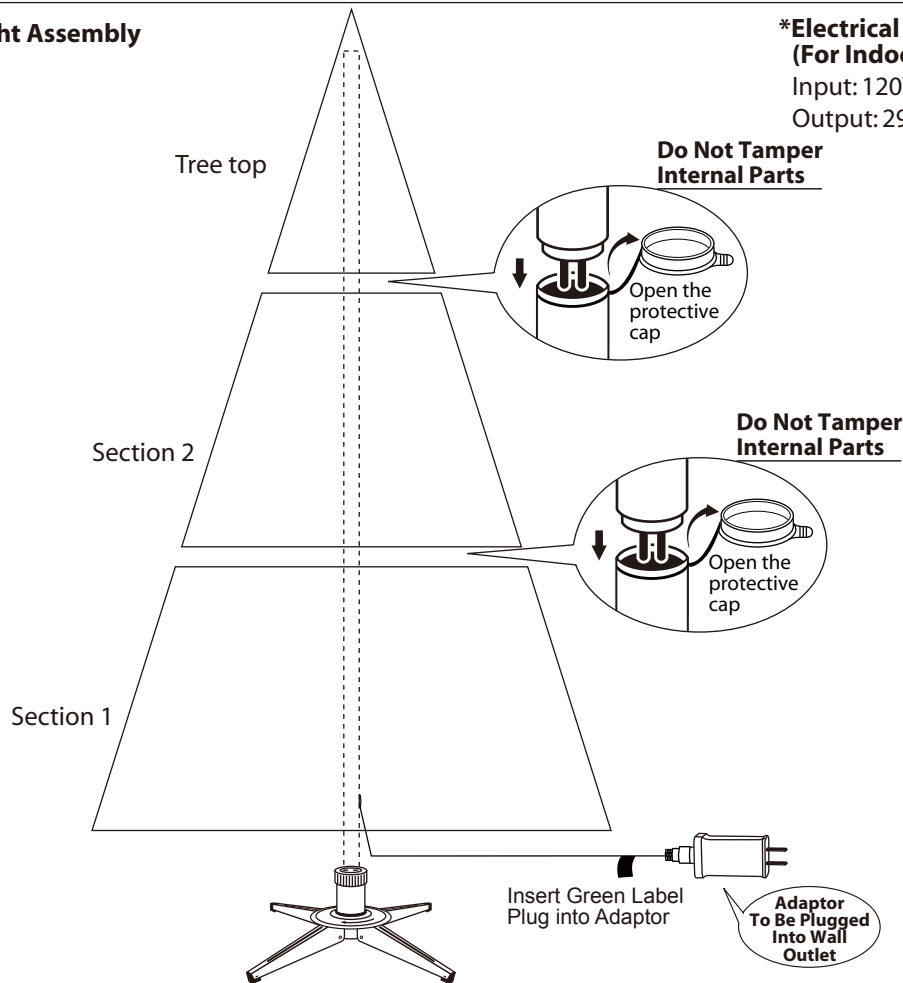 ht Assembly
*Electrical
(For Indoo
Input: 120
Output: 29
Tree top
Do Not Tamper
Internal Parts
Open the
protective
cap
Section 2
Do Not Tamper
Internal Parts
Open the
protective
cap
Section 1
Insert Green Label
Plug into Adaptor
Adaptor
To Be Plugged
Into Wall
Outlet